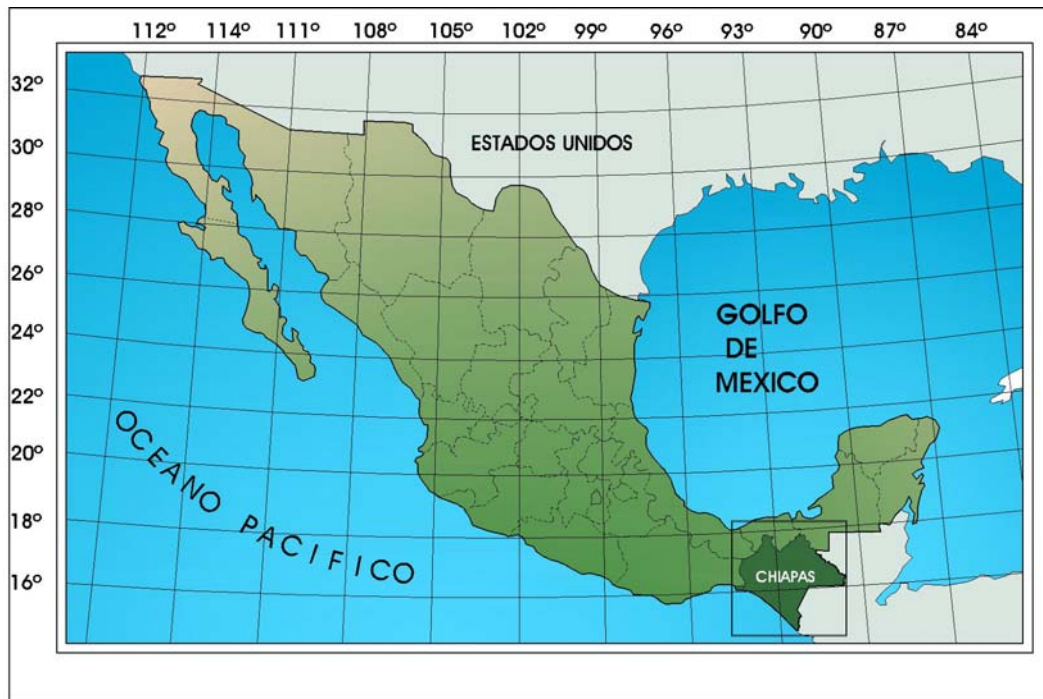 112º 114º 111º 108º 105º 102º 99º 96º 93º 90º 87º 84º
32º
30º
28º
26º
24º
22º
20º
18º
16º
ESTADOS UNIDOS
GOLFO
DE
MEXICO
OCEANO PACIFICO
CHIAPAS